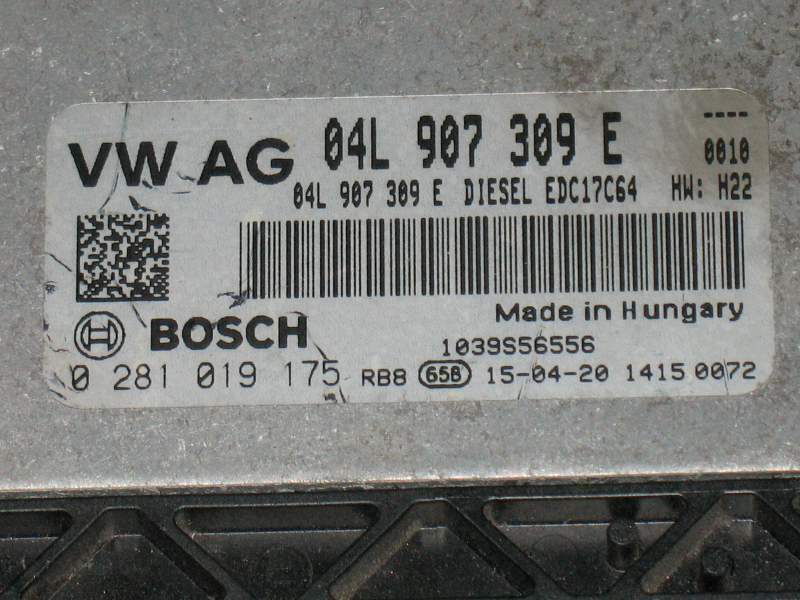 VW AG 04L 907 309 E ----
0010
04L 907 309 E DIESEL EDC17C64 HW: H22
Made in Hungary
BOSCH 1039S56556
0 281 019 175 RB8 658 15-04-20 1415 0072